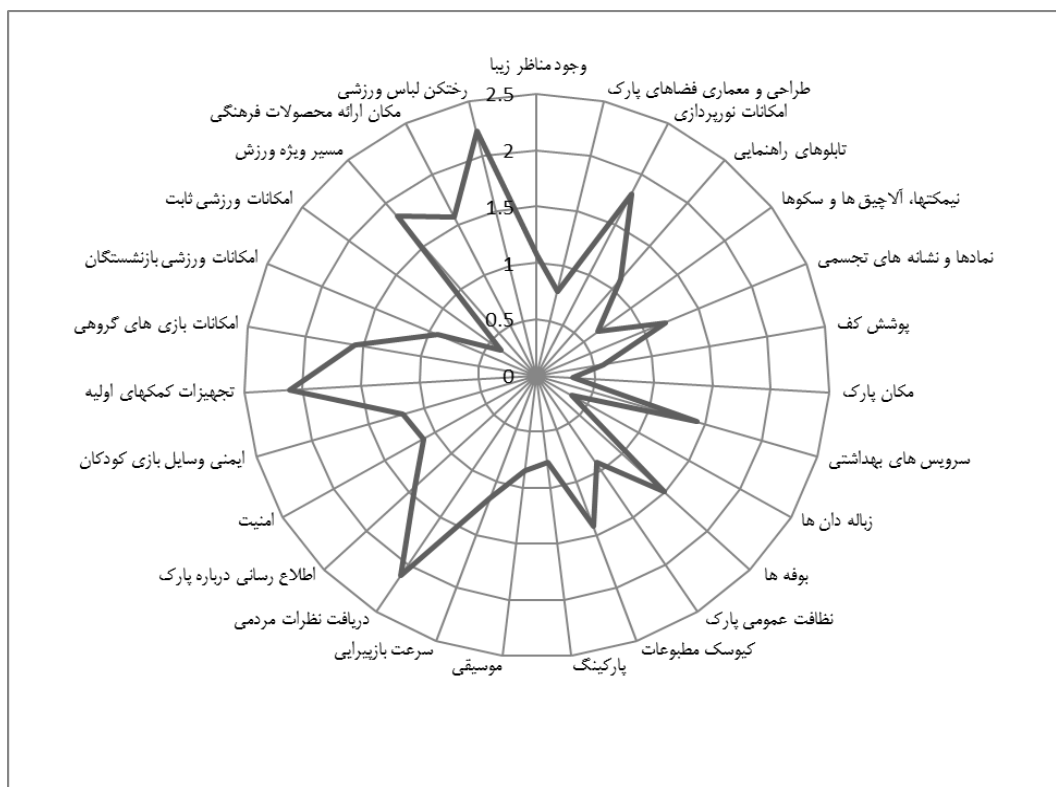 وجود مناظر زیبا
طراحی و معماری فضاهای پارک
امکانات نورپردازی
تابلوهای راهنمایی
نیمکتها، آلاچیق ها و سکوها
نمادها و نشانه های تجسمی
پوشش کف
مکان پارک
سرویس های بهداشتی
زباله دان ها
بوفه ها
نظافت عمومی پارک
کیوسک مطبوعات
پارکینگ
موسیقی
سرعت بازپیرایی
دریافت نظرات مردمی
اطلاع رسانی درباره پارک
امنیت
ایمنی وسایل بازی کودکان
تجهیزات کمکهای اولیه
امکانات بازی های گروهی
امکانات ورزشی بازنشستگان
امکانات ورزشی ثابت
مسیر ویژه ورزش
مکان ارائه محصولات فرهنگی
رختکن لباس ورزشی
2.5
2
1.5
1
0.5
0